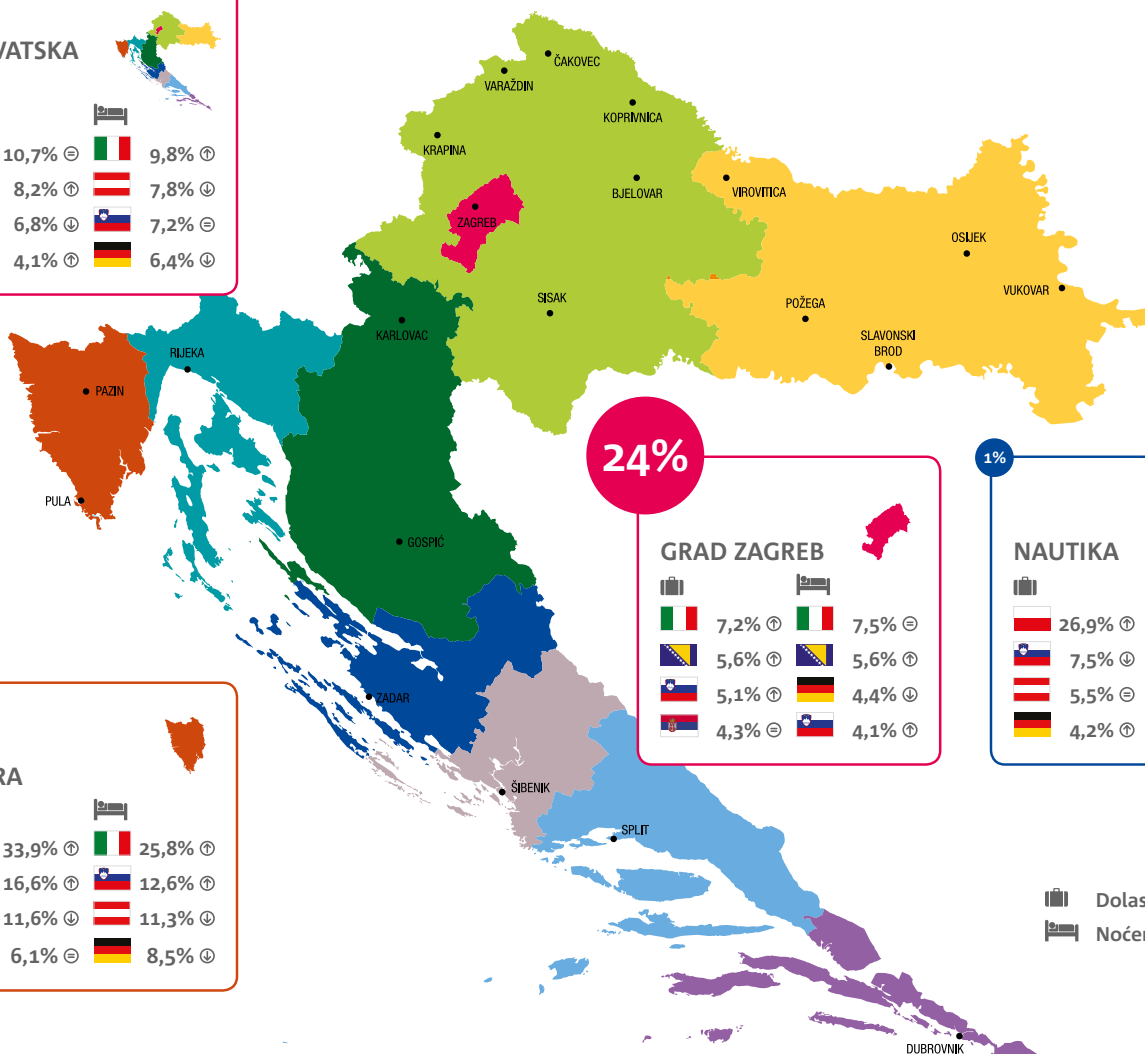 VATSKA
10,7% 9,8%
8,2% 7,8%
6,8% 7,2%
4,1% 6,4%
ČAKOVEC
VARAŽDIN
KOPRIVNICA
KRAPINA
BJELOVAR
VIROVITICA
ZAGREB
OSIJEK
SISAK
VUKOVAR
POŽEGA
KARLOVAC
SLAVONSKI
BROD
RIJEKA
PAZIN
PULA
GOSPIĆ
ZADAR
ŠIBENIK
SPLIT
DUBROVNIK
24%
GRAD ZAGREB
7,2% 7,5%
5,6% 5,6%
5,1% 4,4%
4,3% 4,1%
1%
NAUTIKA
26,9%
7,5%
5,5%
4,2%
RA
33,9% 25,8%
16,6% 12,6%
11,6% 11,3%
6,1% 8,5%
Dolas
Noćen